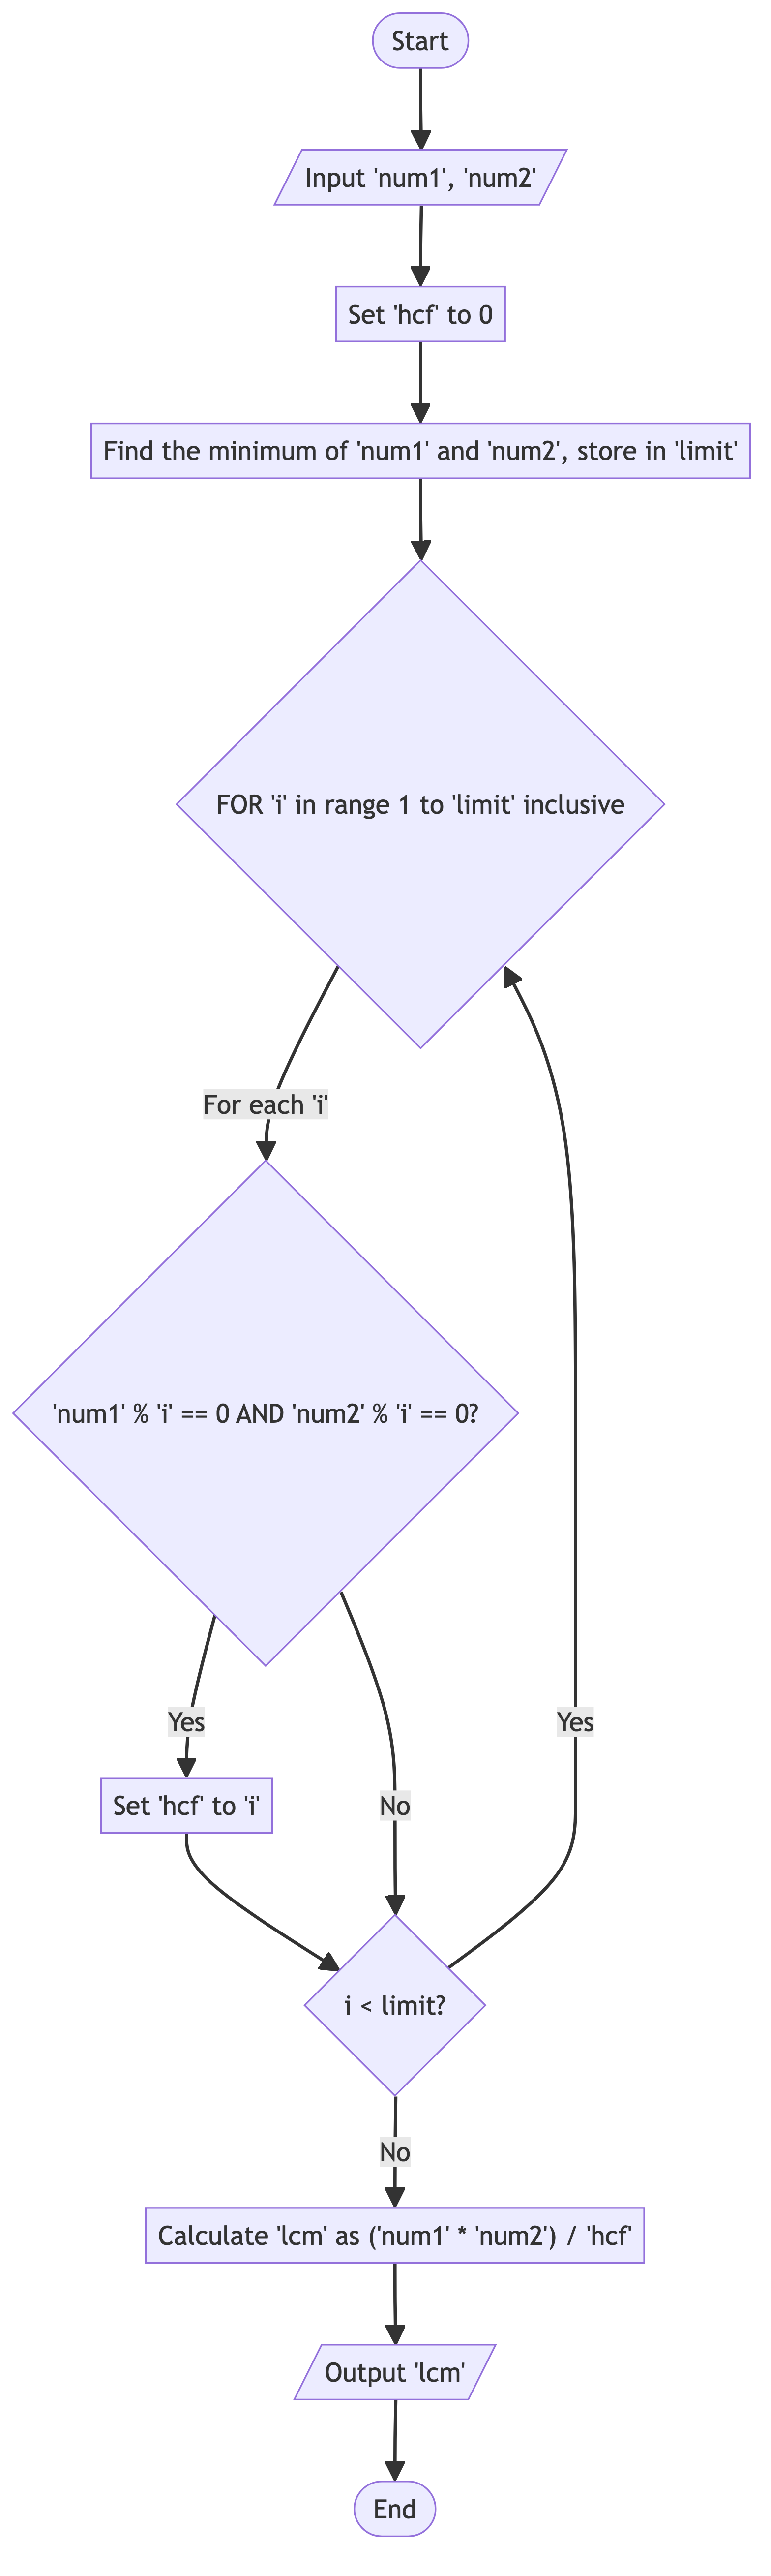 Start
Input 'num1', 'num2'
Set 'hcf' to 0
Find the minimum of 'num1' and 'num2', store in 'limit'
FOR 'i' in range 1 to 'limit' inclusive
For each 'i'
'num1' % 'i' == 0 AND 'num2' % 'i' == 0?
Yes
Yes
Set 'hcf' to 'i'
No
i < limit?
No
Calculate 'lcm' as ('num1' * 'num2') / 'hcf'
Output 'lcm'
End